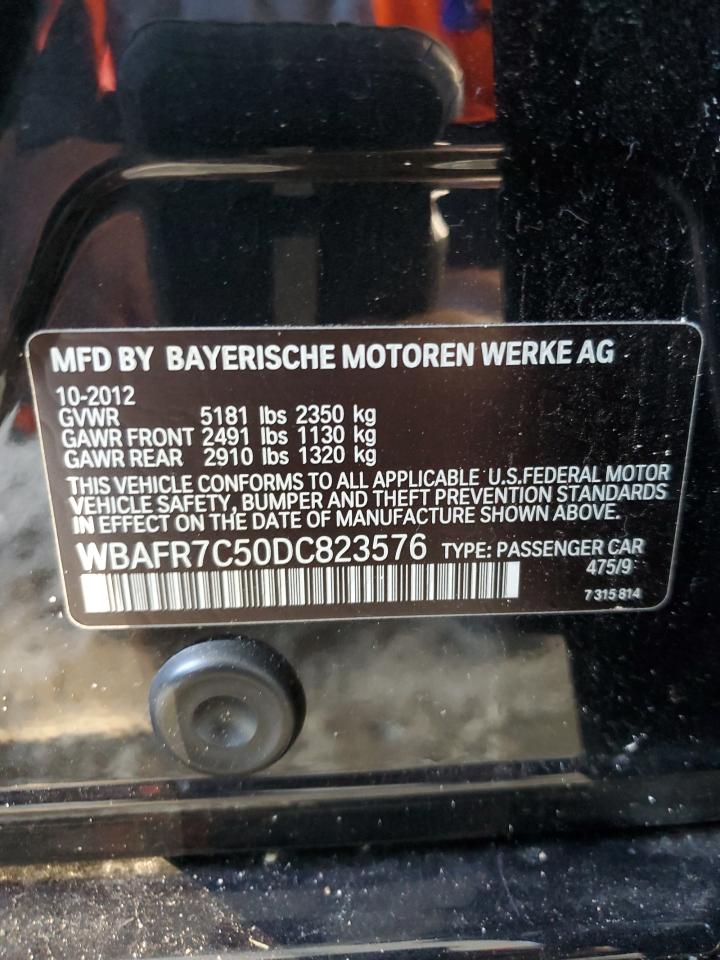 MFD BY BAYERISCHE MOTOREN WERKE AG
10-2012
GVWR 5181 lbs 2350 kg
GAWR FRONT 2491 lbs 1130 kg
GAWR REAR 2910 lbs 1320 kg
THIS VEHICLE CONFORMS TO ALL APPLICABLE U.S.FEDERAL MOTOR
VEHICLE SAFETY, BUMPER AND THEFT PREVENTION STANDARDS
IN EFFECT ON THE DATE OF MANUFACTURE SHOWN ABOVE.
WBAFR7C50DC823576 TYPE: PASSENGER CAR
475/9
7 315 814